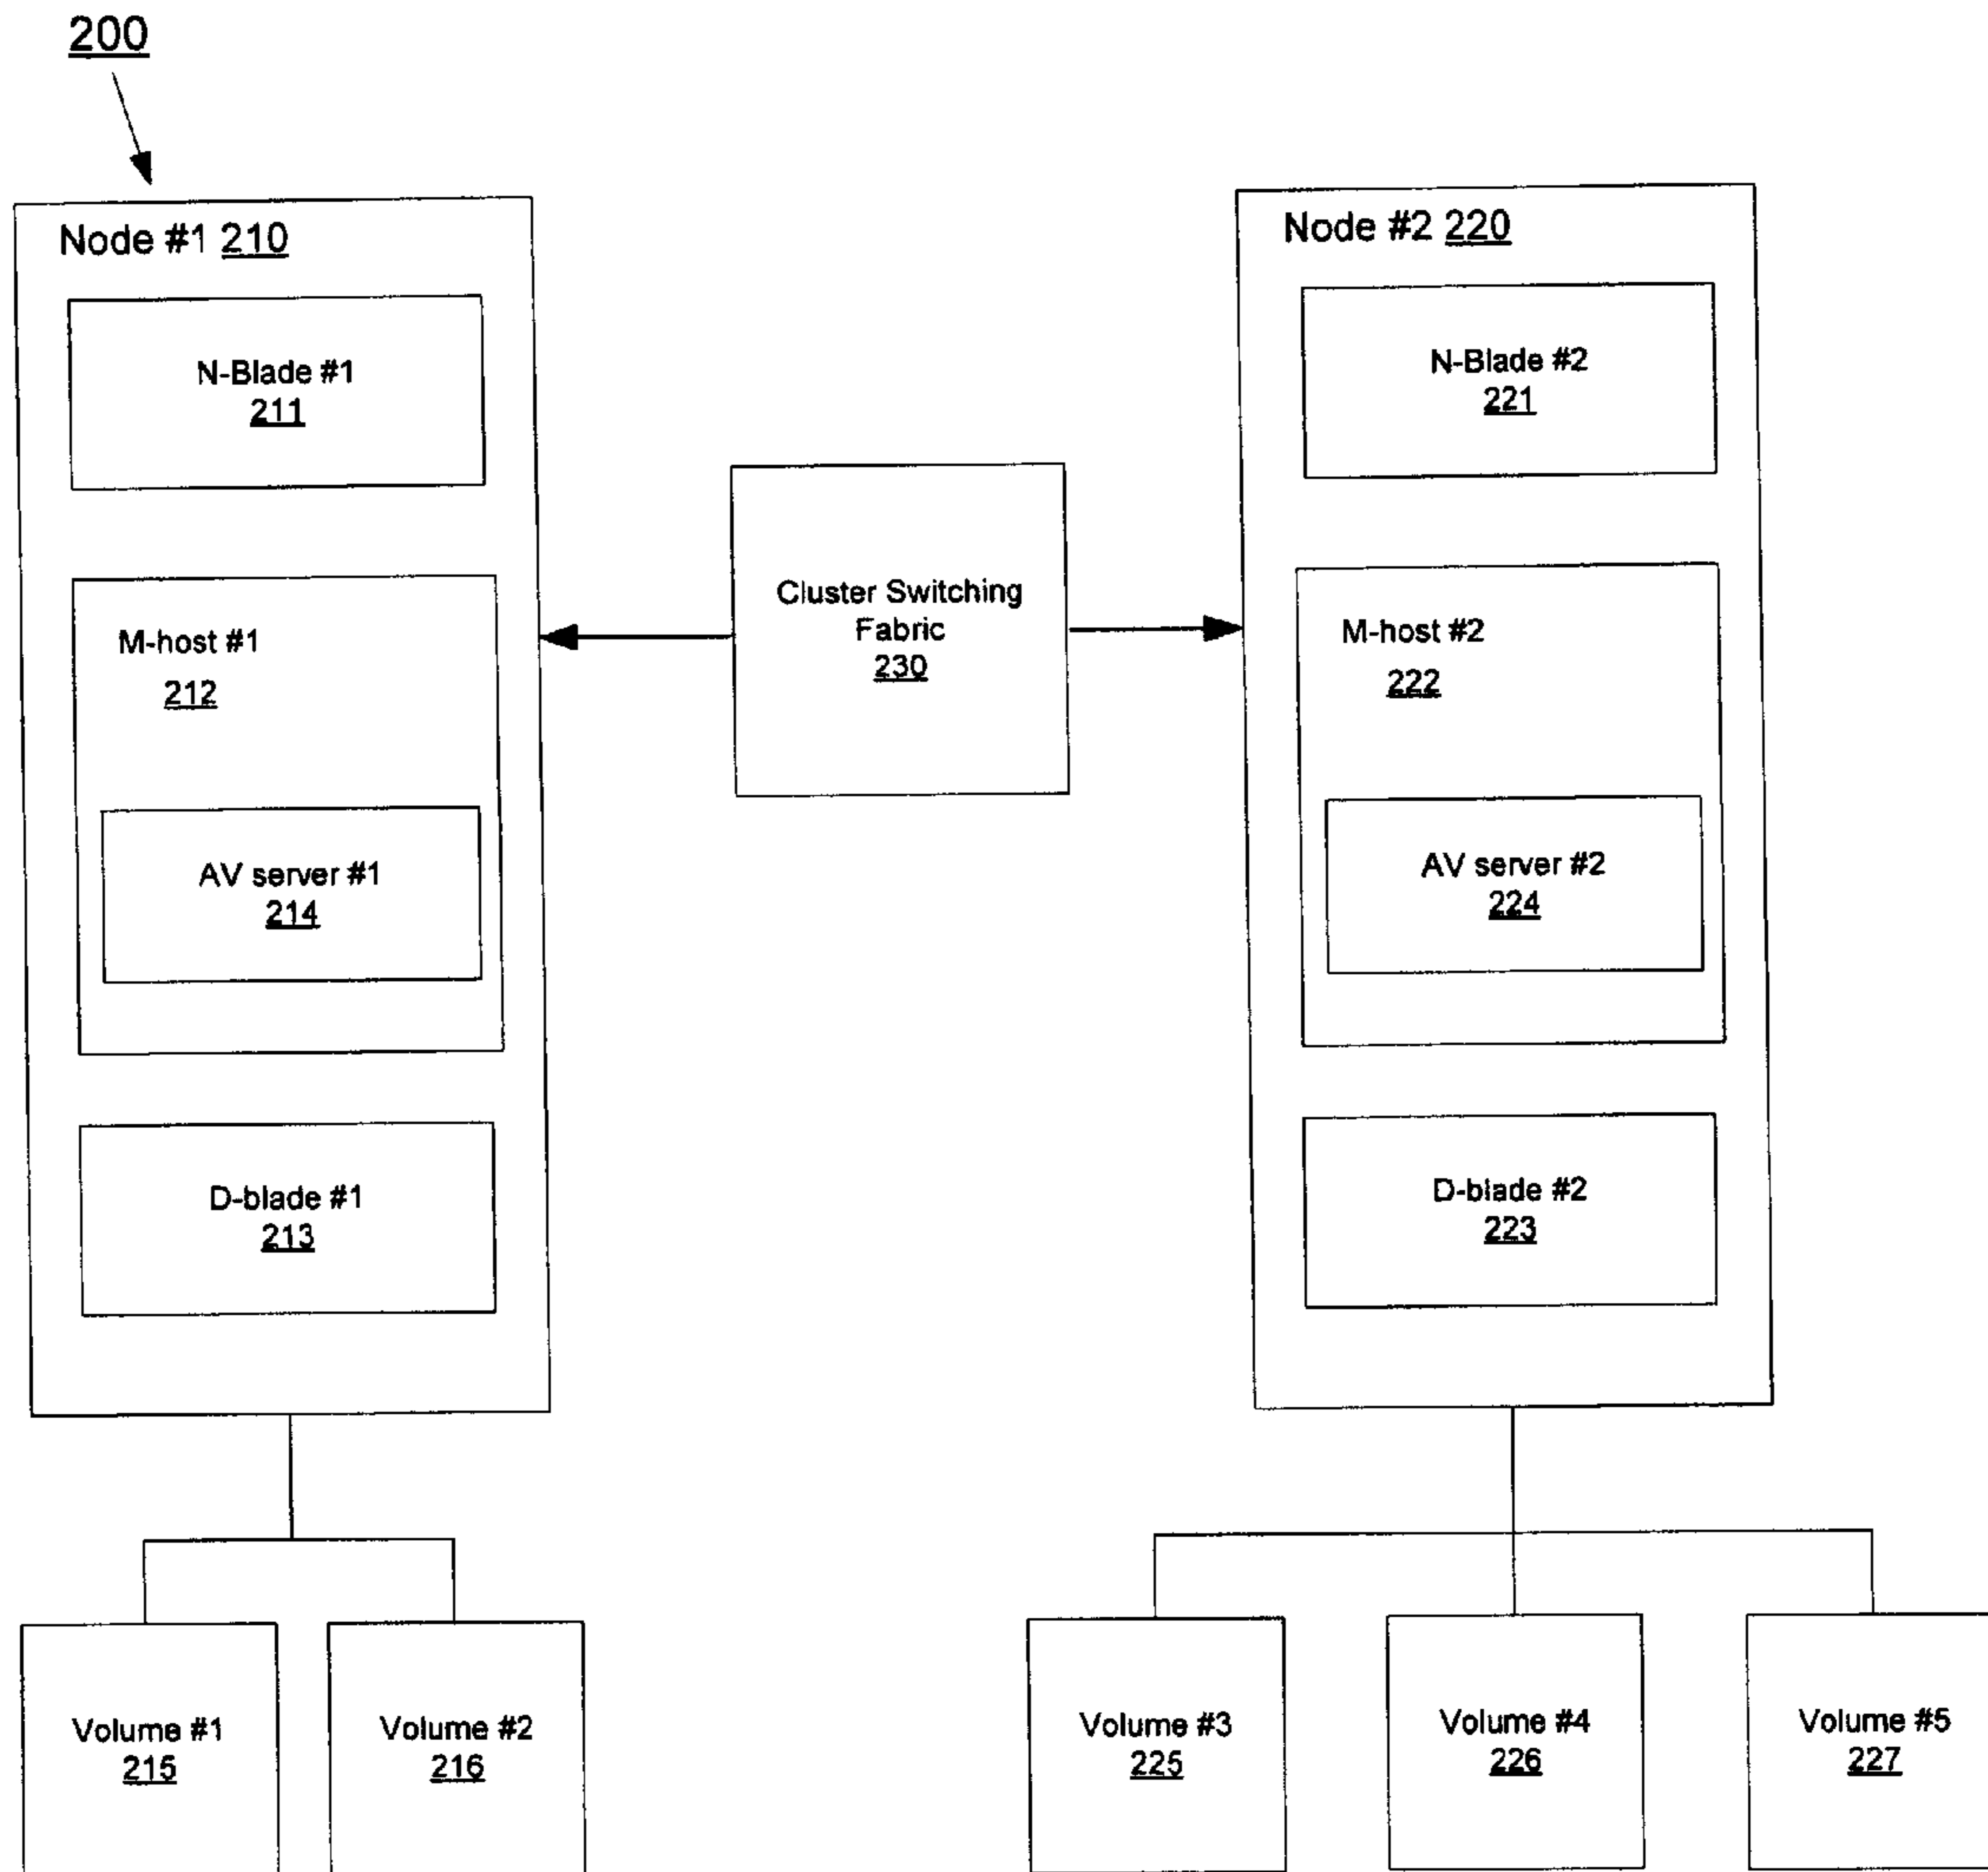 200
Node #1 210
N-Blade #1
211
M-host #1
212
AV server #1
214
D-blade #1
213
Cluster Switching
Fabric
230
Node #2 220
N-Blade #2
221
M-host #2
222
AV server #2
224
D-blade #2
223
Volume #1
215
Volume #2
216
Volume #3
225
Volume #4
226
Volume #5
227